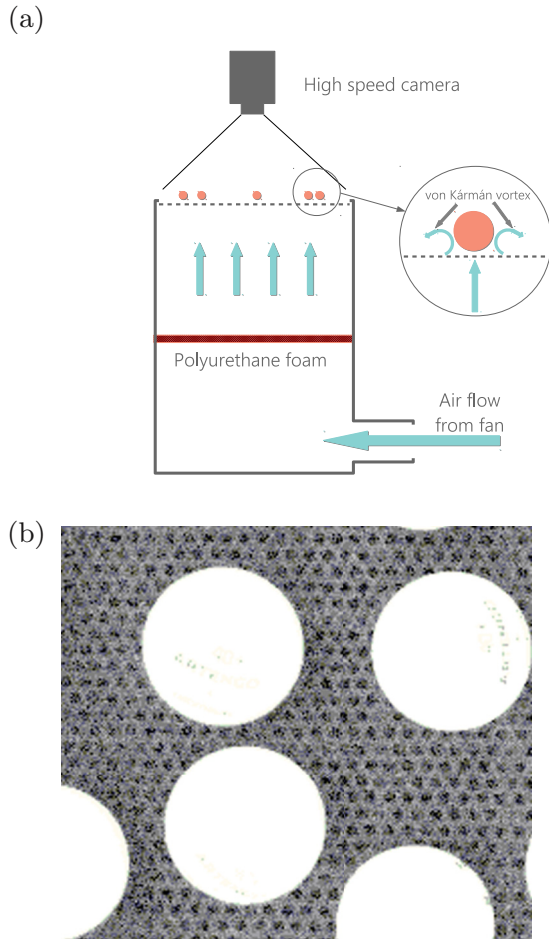 (a)
High speed camera
von Kármán vortex
Polyurethane foam
Air flow
from fan
(b)